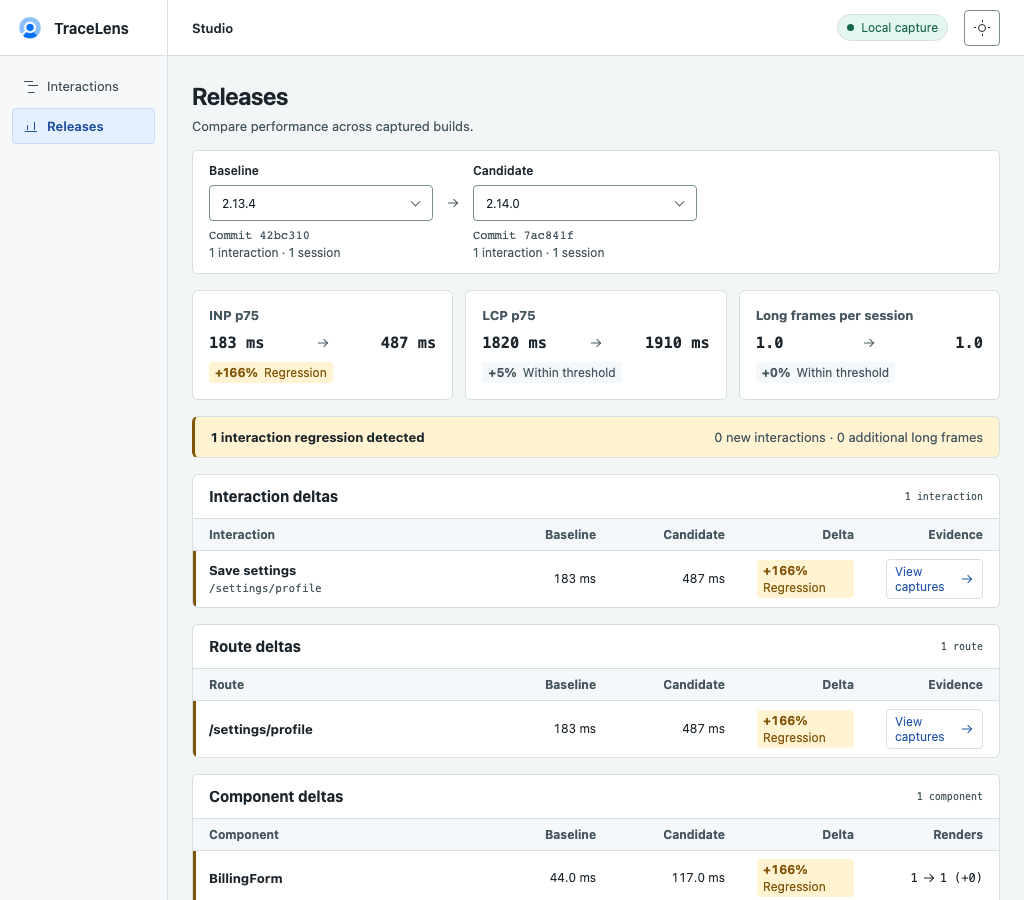 TraceLens
Studio
Local capture
Interactions
Releases
Releases
Compare performance across captured builds.
Baseline
Candidate
2.13.4
→
2.14.0
Commit 42bc310
Commit 7ac841f
1 interaction · 1 session
1 interaction · 1 session
INP p75
183 ms → 487 ms
+166% Regression
LCP p75
1820 ms → 1910 ms
+5% Within threshold
Long frames per session
1.0 → 1.0
+0% Within threshold
1 interaction regression detected
0 new interactions · 0 additional long frames
Interaction deltas
1 interaction
Interaction Baseline Candidate Delta Evidence
Save settings
/settings/profile
183 ms
487 ms
+166%
Regression
View
captures →
Route deltas
1 route
Route Baseline Candidate Delta Evidence
/settings/profile
183 ms
487 ms
+166%
Regression
View
captures →
Component deltas
1 component
Component Baseline Candidate Delta Renders
BillingForm
44.0 ms
117.0 ms
+166%
Regression
1 → 1 (+0)